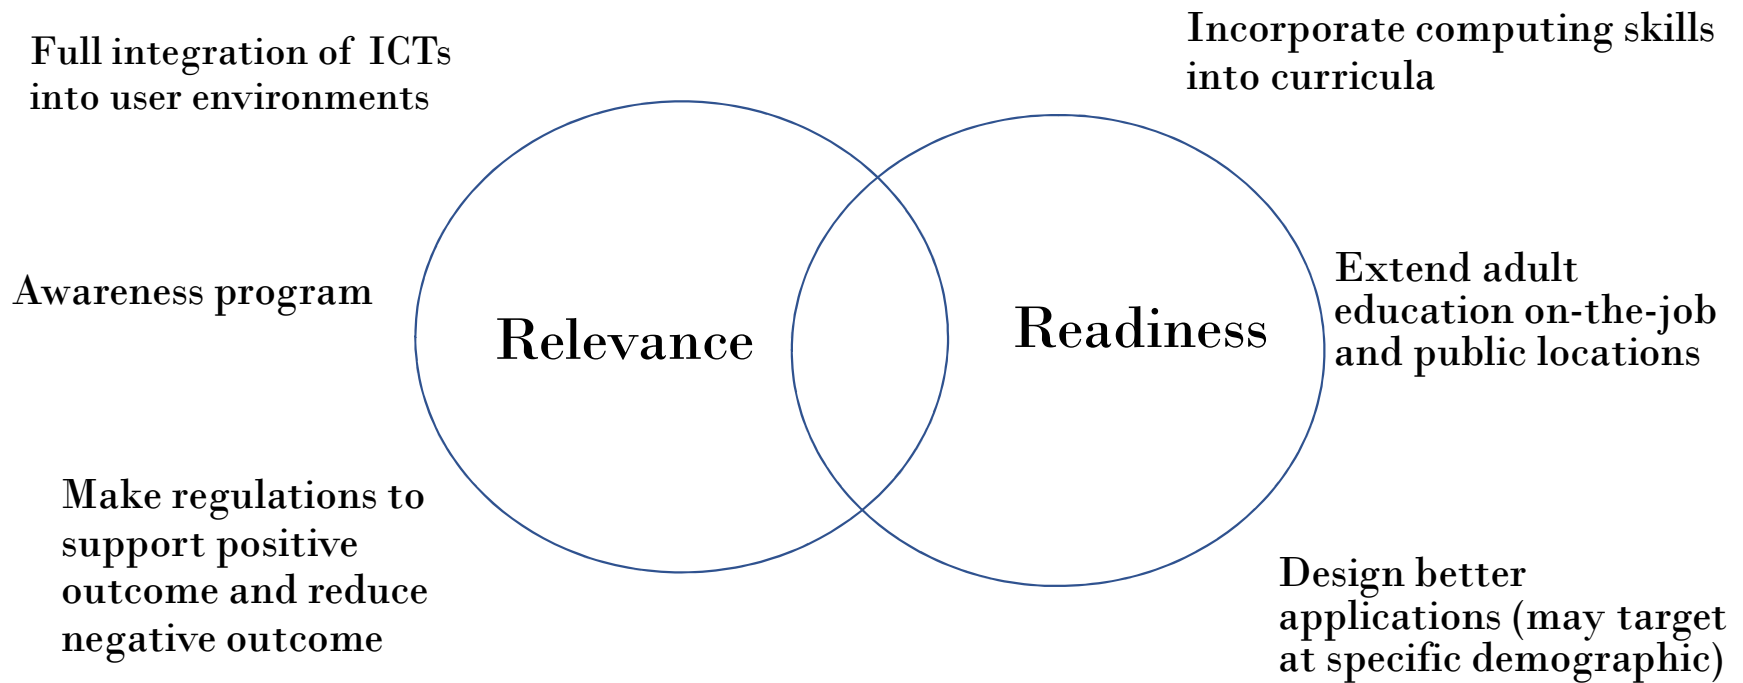 Full integration of ICTs
into user environments
Awareness program
Make regulations to
support positive
outcome and reduce
negative outcome
Relevance
Readiness
Incorporate computing skills
into curricula
Extend adult
education on-the-job
and public locations
Design better
applications (may target
at specific demographic)